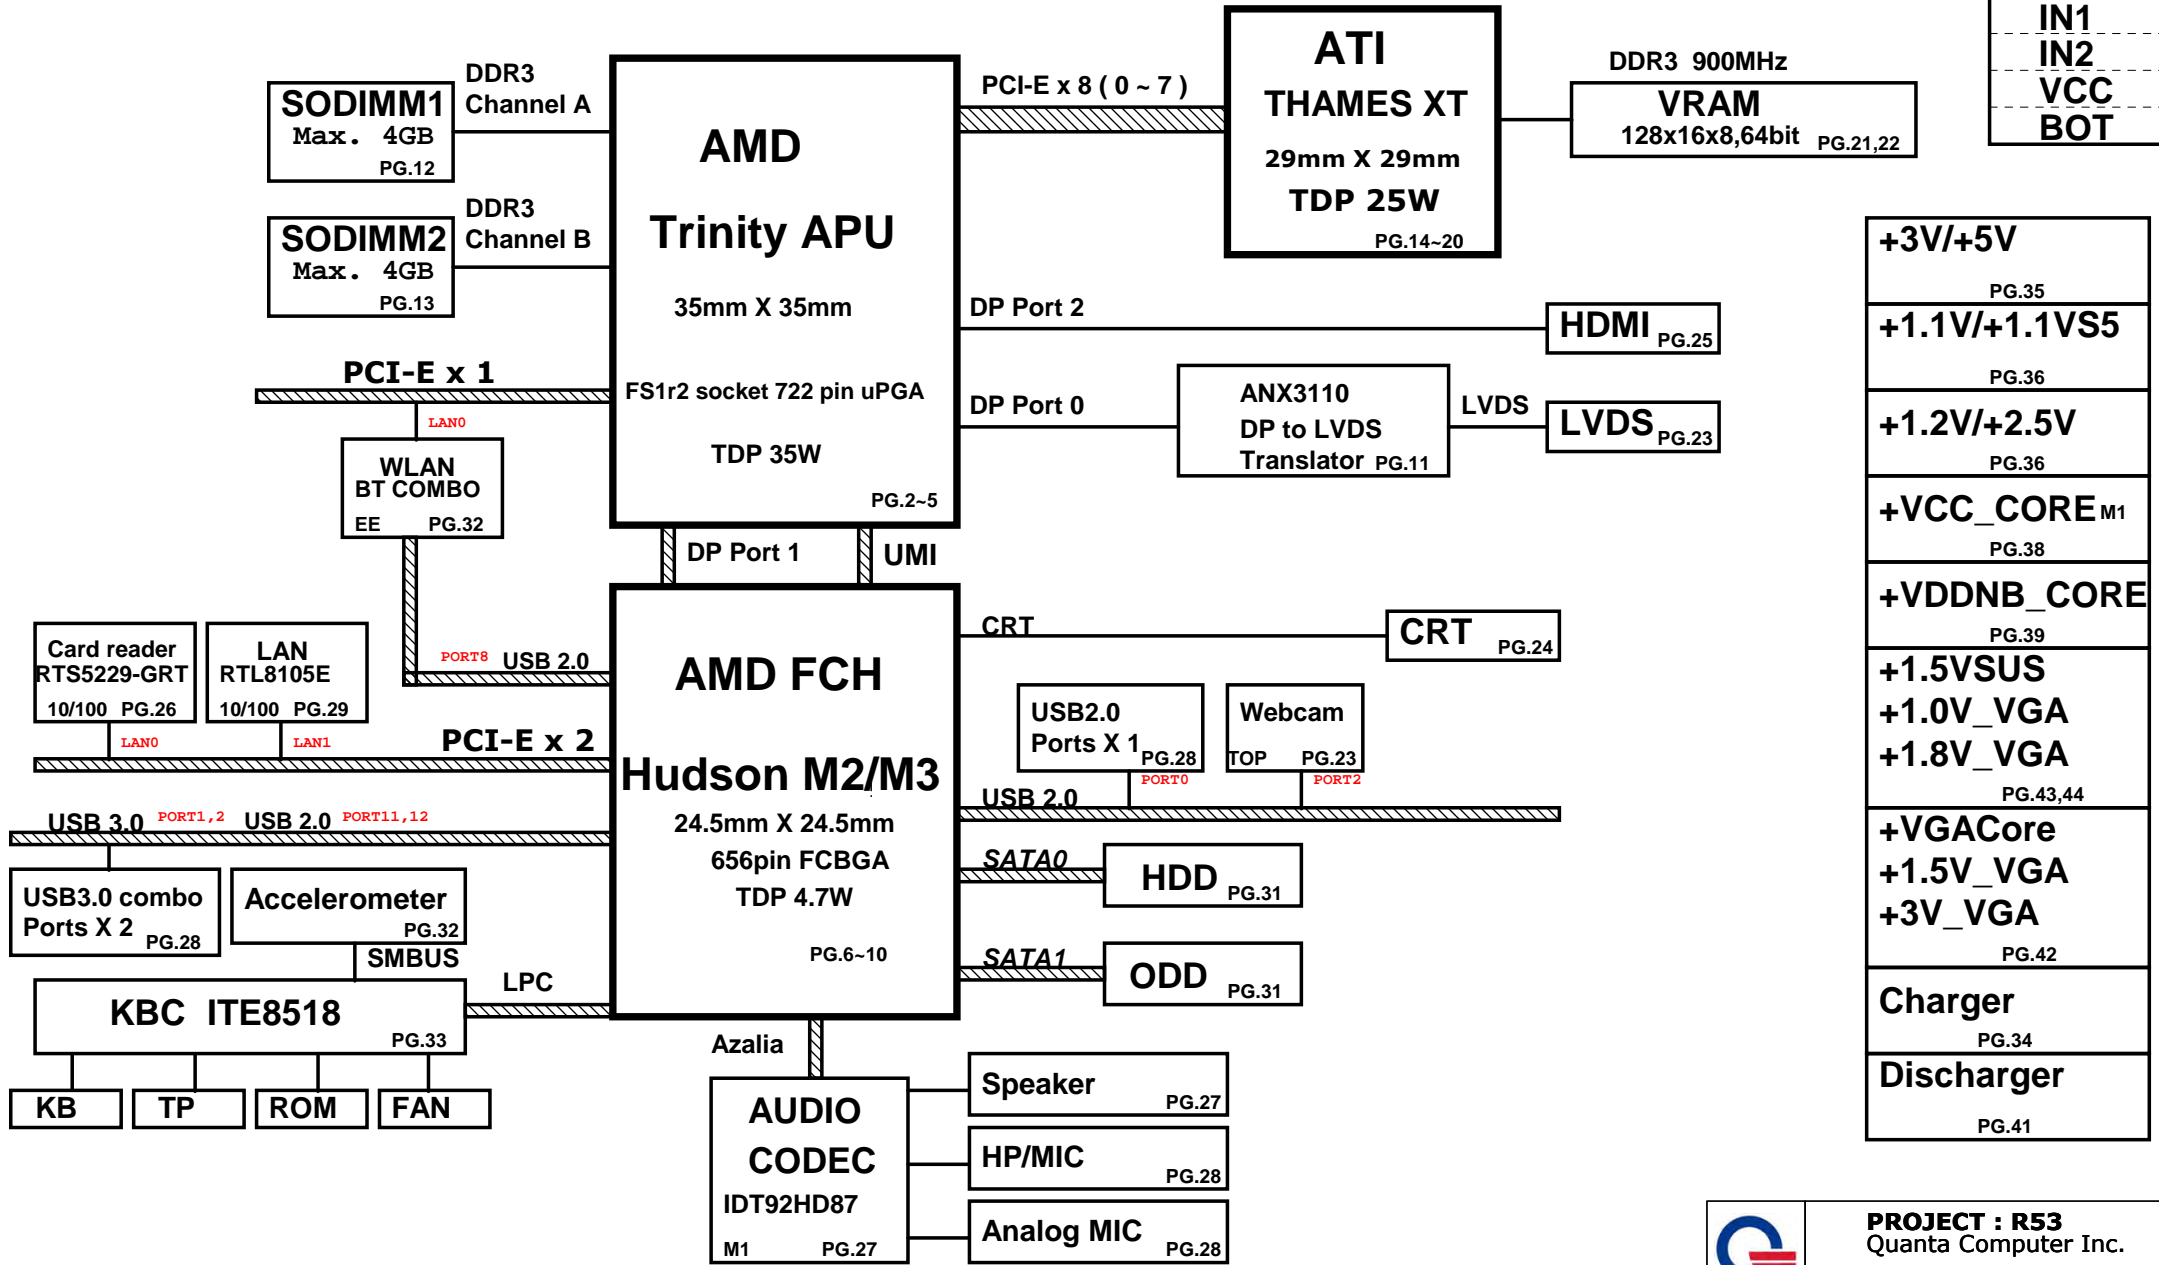 IN1
IN2
VCC
BOT
SODIMM1
Max. 4GB
PG.12
DDR3
Channel A
SODIMM2
Max. 4GB
PG.13
DDR3
Channel B
AMD
Trinity APU
35mm X 35mm
FS1r2 socket 722 pin uPGA
TDP 35W
PG.2~5
PCI-E x 8 ( 0 ~ 7 )
ATI
THAMES XT
29mm X 29mm
TDP 25W
PG.14~20
DDR3 900MHz
VRAM
128x16x8,64bit PG.21,22
DP Port 2
HDMI PG.25
DP Port 0
ANX3110
DP to LVDS
Translator PG.11
LVDS
LVDS PG.23
PCI-E x 1
LAN0
WLAN
BT COMBO
EE PG.32
DP Port 1
UMI
Card reader
RTS5229-GRT
10/100 PG.26
LAN0
LAN
RTL8105E
10/100 PG.29
LAN1
PORT8 USB 2.0
PCI-E x 2
AMD FCH
Hudson M2/M3
24.5mm X 24.5mm
656pin FCBGA
TDP 4.7W
PG.6~10
CRT
CRT PG.24
USB2.0
Ports X 1 PG.28
PORT0
Webcam
TOP PG.23
PORT2
USB 2.0
SATA0
HDD PG.31
SATA1
ODD PG.31
USB 3.0 PORT1,2 USB 2.0 PORT11,12
USB3.0 combo
Ports X 2 PG.28
Accelerometer
PG.32
SMBUS
LPC
KBC ITE8518
PG.33
KB
TP
ROM
FAN
Azalia
AUDIO
CODEC
IDT92HD87
M1 PG.27
Speaker
PG.27
HP/MIC
PG.28
Analog MIC
PG.28
+3V/+5V
PG.35
+1.1V/+1.1VS5
PG.36
+1.2V/+2.5V
PG.36
+VCC_CORE M1
PG.38
+VDDNB_CORE
PG.39
+1.5VSUS
+1.0V_VGA
+1.8V_VGA
PG.43,44
+VGACore
+1.5V_VGA
+3V_VGA
PG.42
Charger
PG.34
Discharger
PG.41
PROJECT : R53
Quanta Computer Inc.